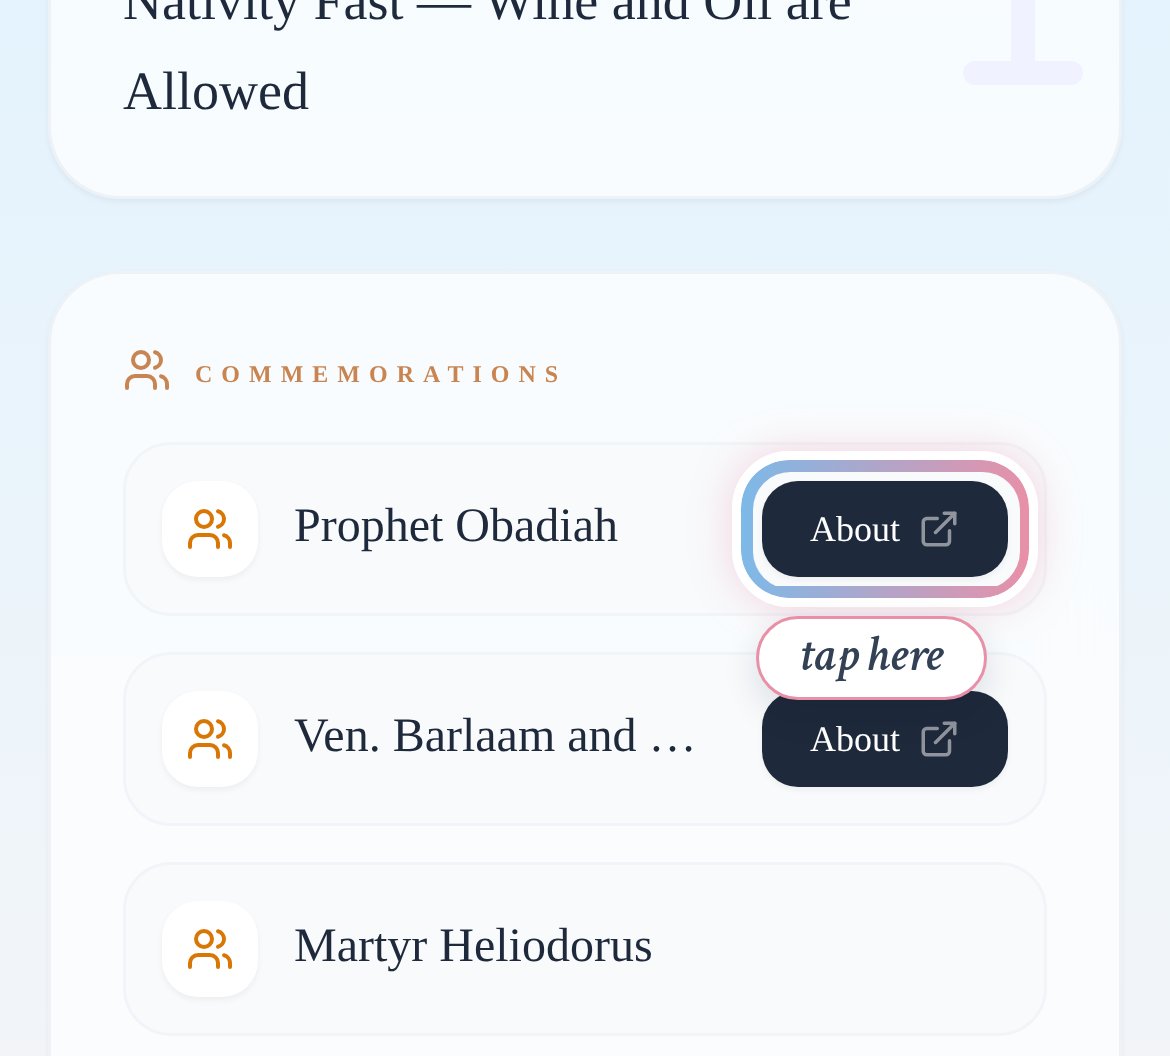 Nativity Fast — Wine and Oil are
Allowed
COMMEMORATIONS
Prophet Obadiah
About
tap here
Ven. Barlaam and …
About
Martyr Heliodorus